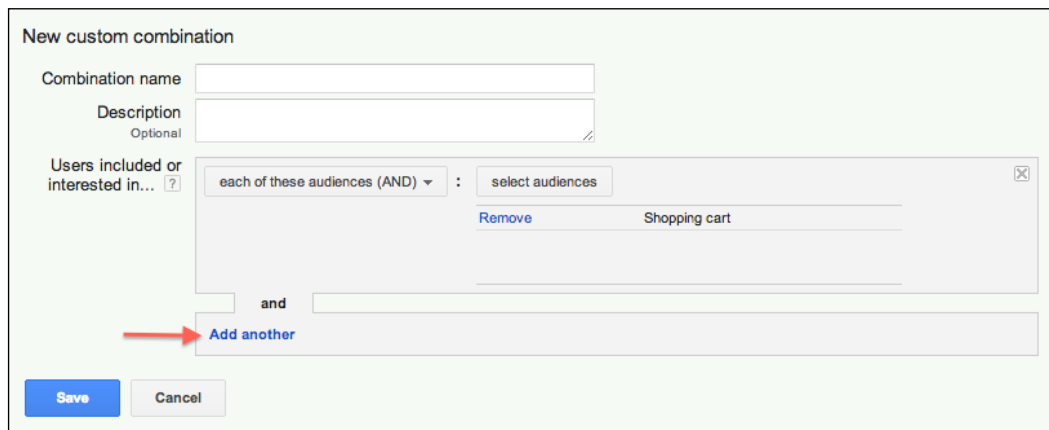 New custom combination
Combination name
Description
Optional
Users included or
interested in... ?
each of these audiences (AND) : select audiences
Remove Shopping cart
and
Add another
Save Cancel